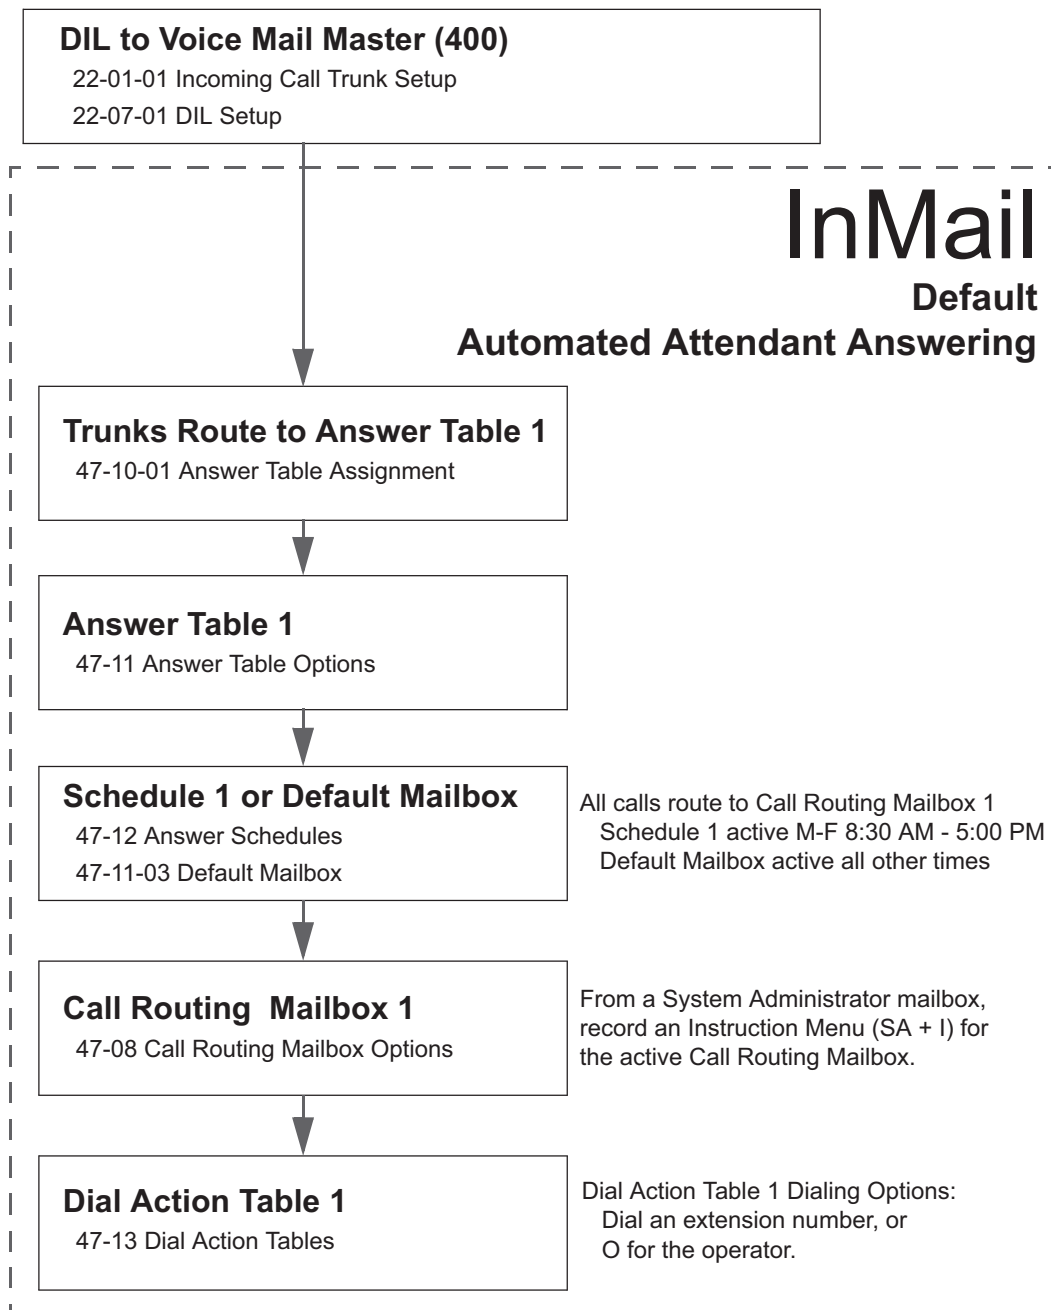 DIL to Voice Mail Master (400)
22-01-01 Incoming Call Trunk Setup
22-07-01 DIL Setup
InMail
Default
Automated Attendant Answering
Trunks Route to Answer Table 1
47-10-01 Answer Table Assignment
Answer Table 1
47-11 Answer Table Options
Schedule 1 or Default Mailbox
47-12 Answer Schedules
47-11-03 Default Mailbox
All calls route to Call Routing Mailbox 1
Schedule 1 active M-F 8:30 AM - 5:00 PM
Default Mailbox active all other times
Call Routing Mailbox 1
47-08 Call Routing Mailbox Options
From a System Administrator mailbox,
record an Instruction Menu (SA + I) for
the active Call Routing Mailbox.
Dial Action Table 1
47-13 Dial Action Tables
Dial Action Table 1 Dialing Options:
Dial an extension number, or
O for the operator.